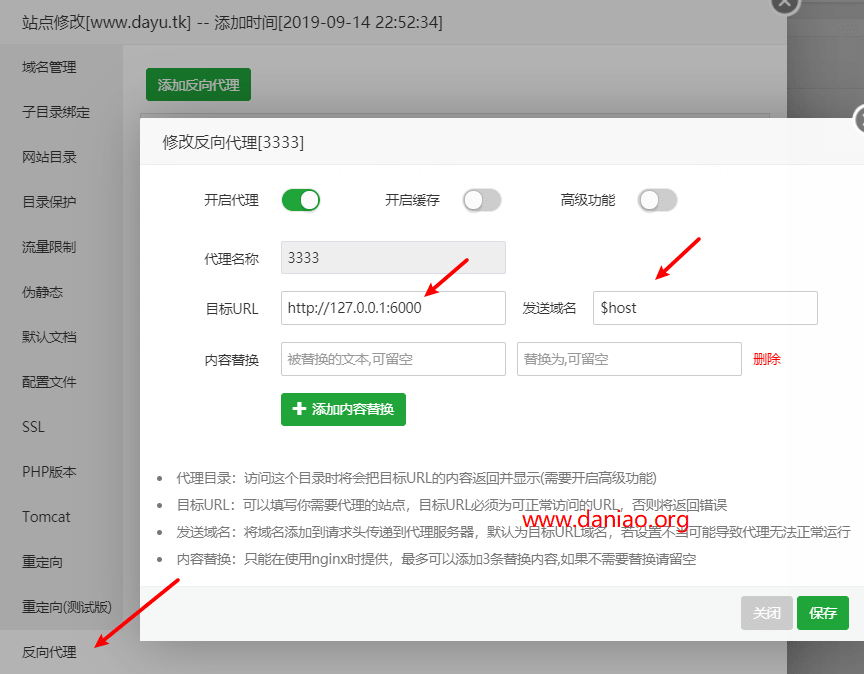 站点修改[www.dayu.tk] -- 添加时间[2019-09-14 22:52:34]
域名管理
子目录绑定
网站目录
目录保护
流量限制
伪静态
默认文档
配置文件
SSL
PHP版本
Tomcat
重定向
重定向(测试版)
反向代理
添加反向代理
修改反向代理[3333]
开启代理 开启缓存 高级功能
代理名称 3333
目标URL http://127.0.0.1:6000 发送域名 $host
内容替换 被替换的文本,可留空 替换为,可留空 删除
添加内容替换
代理目录：访问这个目录时将会把目标URL的内容返回并显示(需要开启高级功能)
目标URL：可以填写你需要代理的站点，目标URL必须为可正常访问的URL，否则将返回错误
www.daniao.org
发送域名：将域名添加到请求头传递到代理服务器，默认为目标URL域名，若设置不当可能导致代理无法正常运行
内容替换：只能在使用nginx时提供，最多可以添加3条替换内容,如果不需要替换请留空
关闭 保存